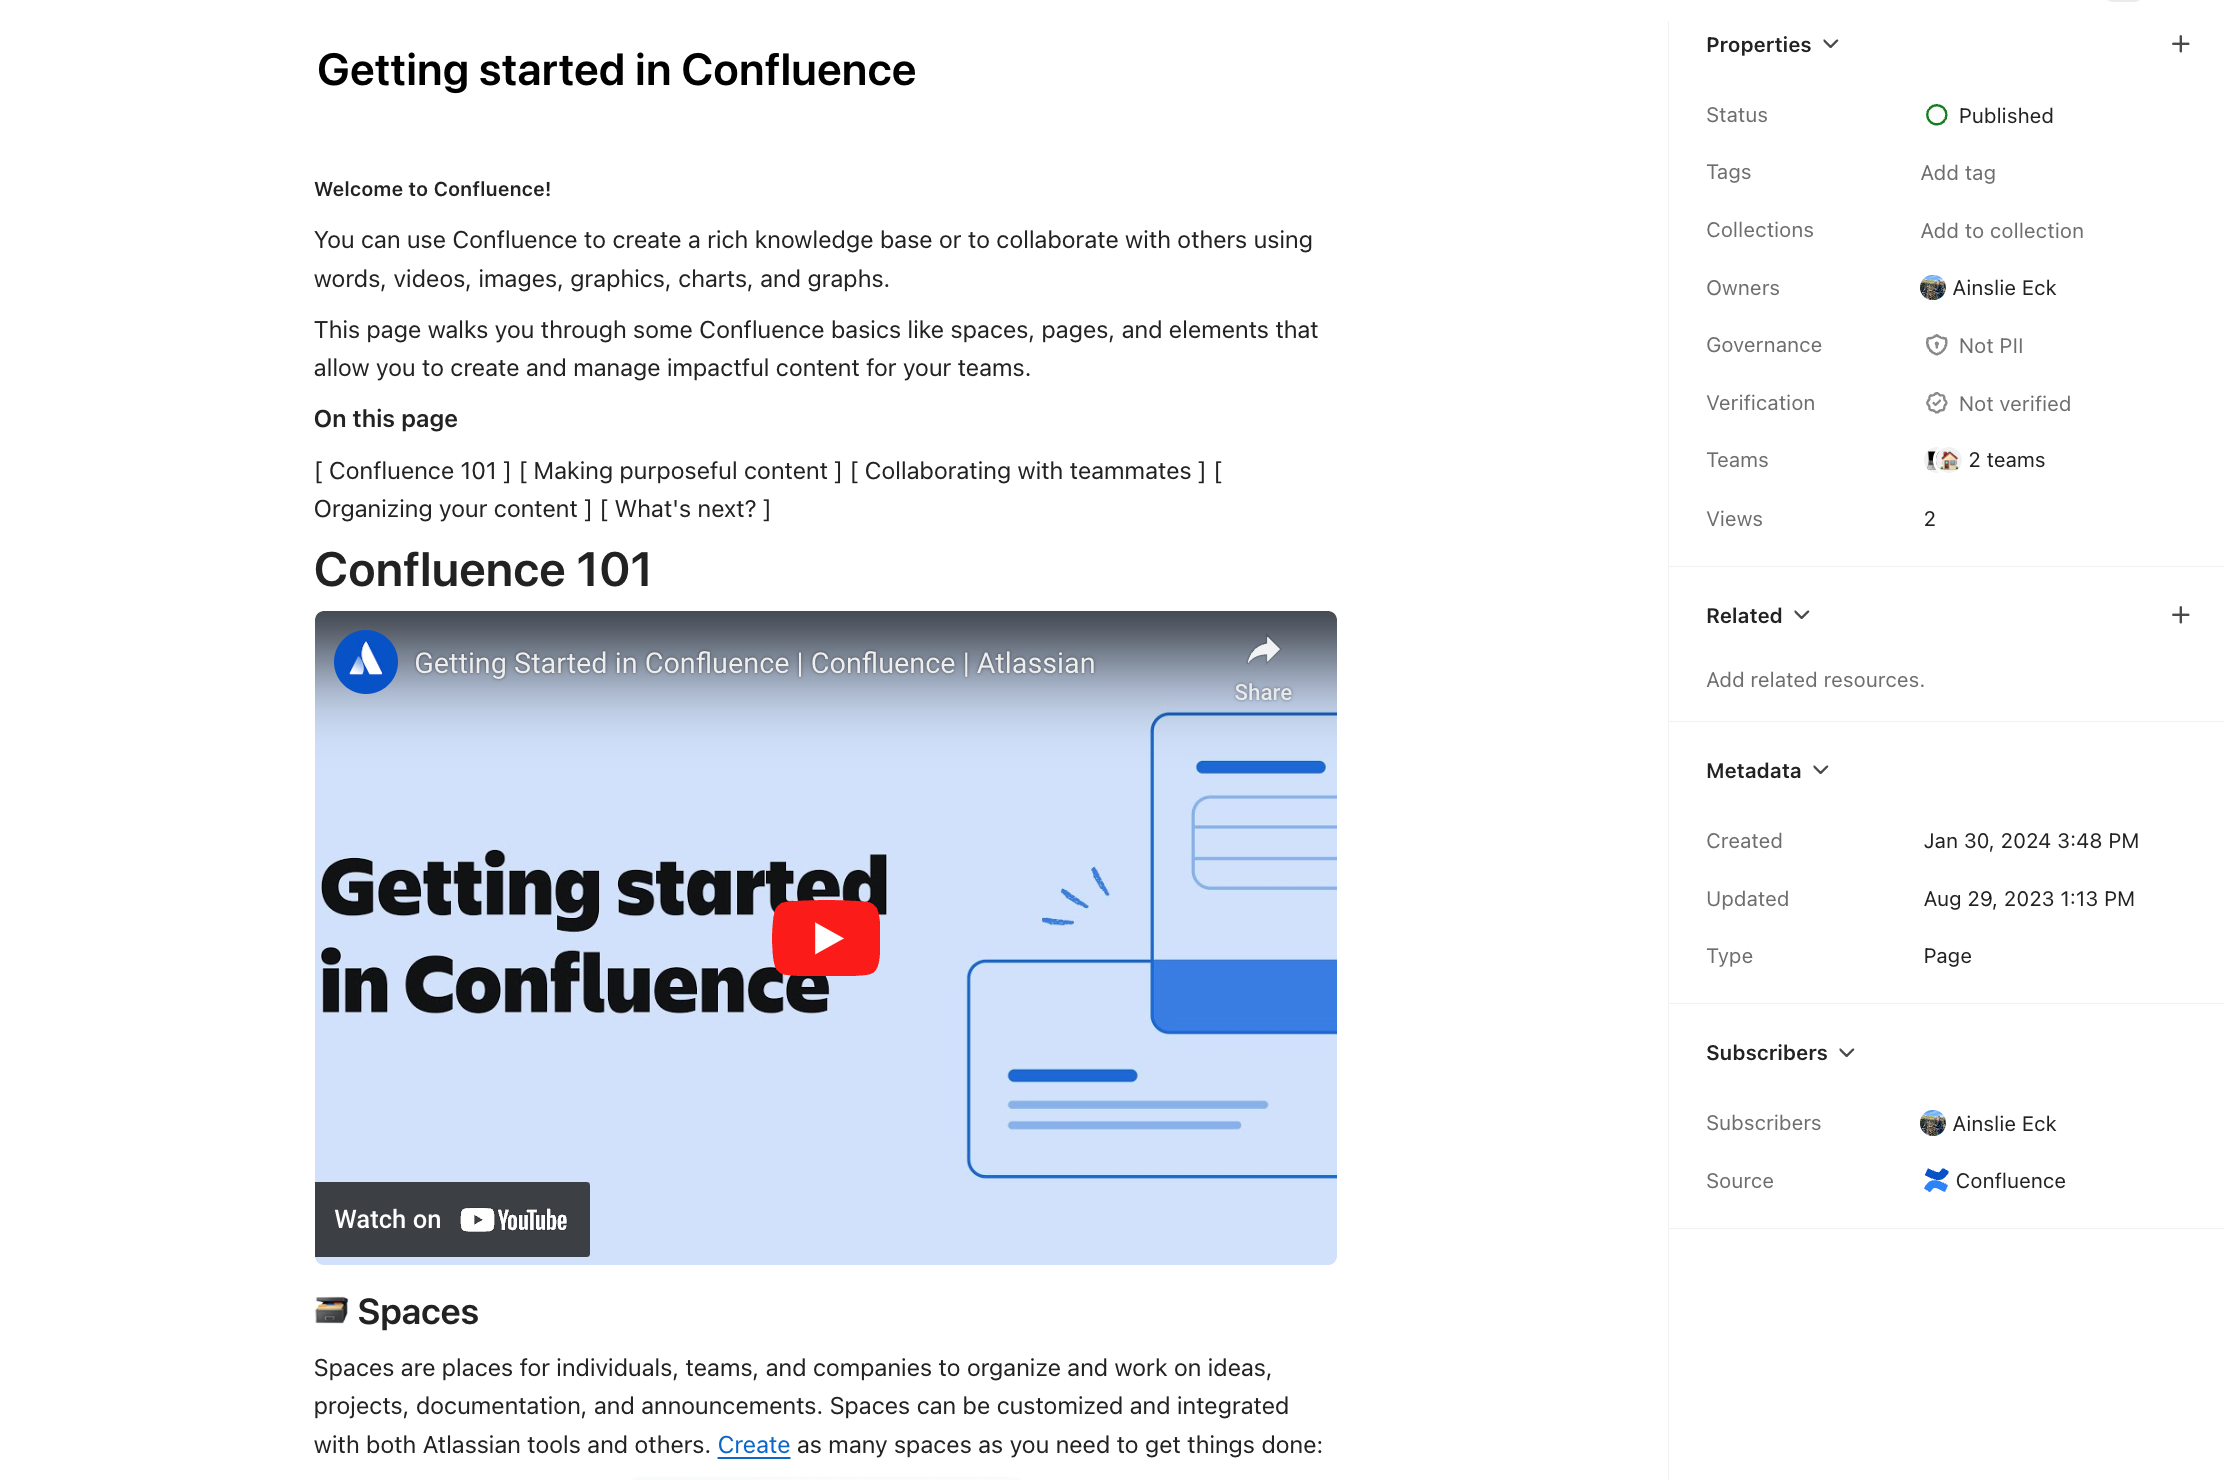 Getting started in Confluence
Welcome to Confluence!
You can use Confluence to create a rich knowledge base or to collaborate with others using
words, videos, images, graphics, charts, and graphs.
This page walks you through some Confluence basics like spaces, pages, and elements that
allow you to create and manage impactful content for your teams.
On this page
[ Confluence 101 ] [ Making purposeful content ] [ Collaborating with teammates ] [
Organizing your content ] [ What's next? ]
Confluence 101
Getting Started in Confluence | Confluence | Atlassian
Share
Getting started
in Confluence
Watch on YouTube
Spaces
Spaces are places for individuals, teams, and companies to organize and work on ideas,
projects, documentation, and announcements. Spaces can be customized and integrated
with both Atlassian tools and others. Create as many spaces as you need to get things done:
Properties
Status Published
Tags Add tag
Collections Add to collection
Owners Ainslie Eck
Governance Not PII
Verification Not verified
Teams 2 teams
Views 2
Related
Add related resources.
Metadata
Created Jan 30, 2024 3:48 PM
Updated Aug 29, 2023 1:13 PM
Type Page
Subscribers
Subscribers Ainslie Eck
Source Confluence